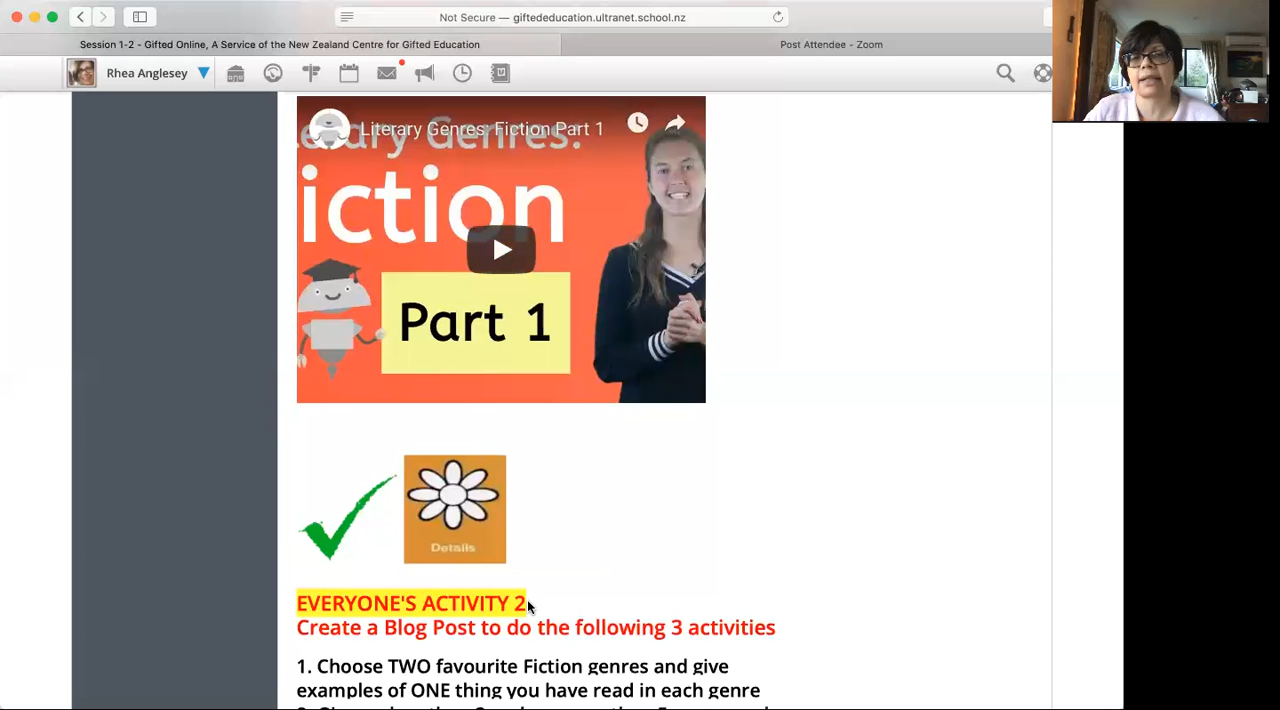 Not Secure — giftededucation.ultranet.school.nz
Session 1-2 - Gifted Online, A Service of the New Zealand Centre for Gifted Education
Post Attendee - Zoom
Rhea Anglesey
Literary Genres: Fiction Part 1
iterary Genres:
iction
Part 1
Details
EVERYONE'S ACTIVITY 2
Create a Blog Post to do the following 3 activities
1. Choose TWO favourite Fiction genres and give
examples of ONE thing you have read in each genre